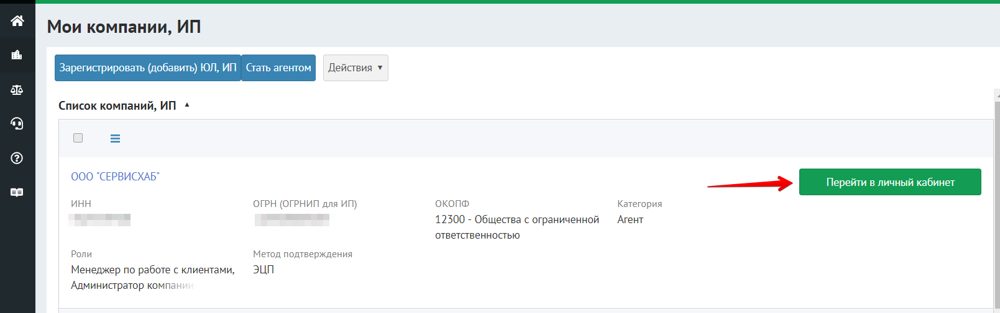 Мои компании, ИП
Зарегистрировать (добавить) ЮЛ, ИП Стать агентом Действия ▼
Список компаний, ИП ▲
ООО "СЕРВИСХАБ"
Перейти в личный кабинет
ИНН ОГРН (ОГРНИП для ИП) ОКОПФ Категория
12300 - Общества с ограниченной Агент
ответственностью
Роли Метод подтверждения
Менеджер по работе с клиентами, ЭЦП
Администратор компании